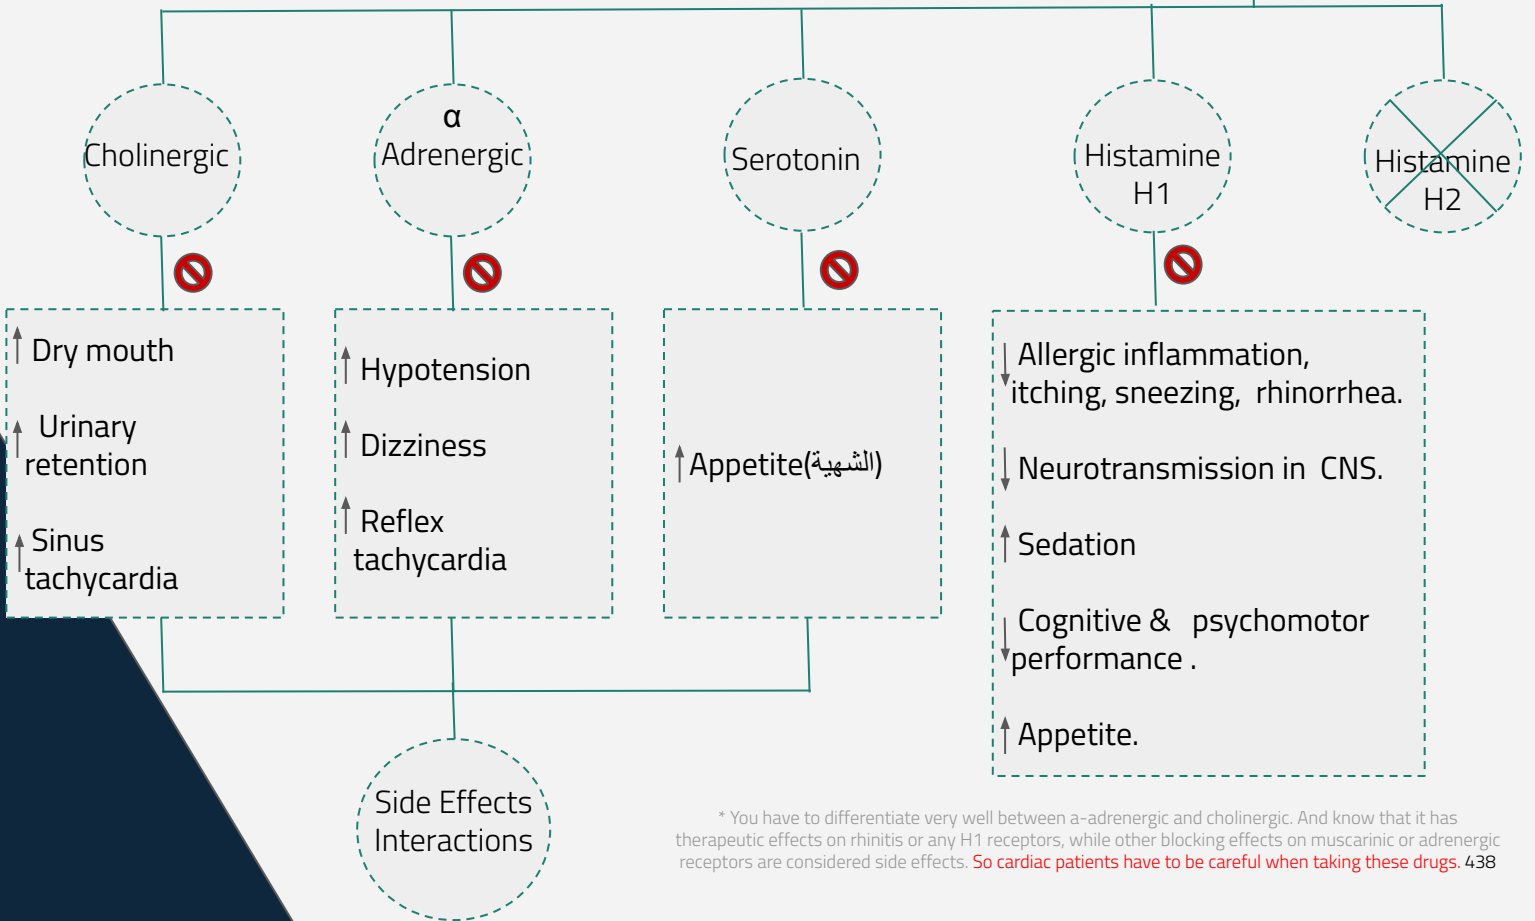 Cholinergic
α
Adrenergic
Serotonin
Histamine
H1
Histamine
H2
Dry mouth
Urinary
retention
Sinus
tachycardia
Hypotension
Dizziness
Reflex
tachycardia
Appetite(الشهية)
Allergic inflammation,
itching, sneezing, rhinorrhea.
Neurotransmission in CNS.
Sedation
Cognitive & psychomotor
performance .
Appetite.
Side Effects
Interactions
* You have to differentiate very well between a-adrenergic and cholinergic. And know that it has
therapeutic effects on rhinitis or any H1 receptors, while other blocking effects on muscarinic or adrenergic
receptors are considered side effects. So cardiac patients have to be careful when taking these drugs. 438